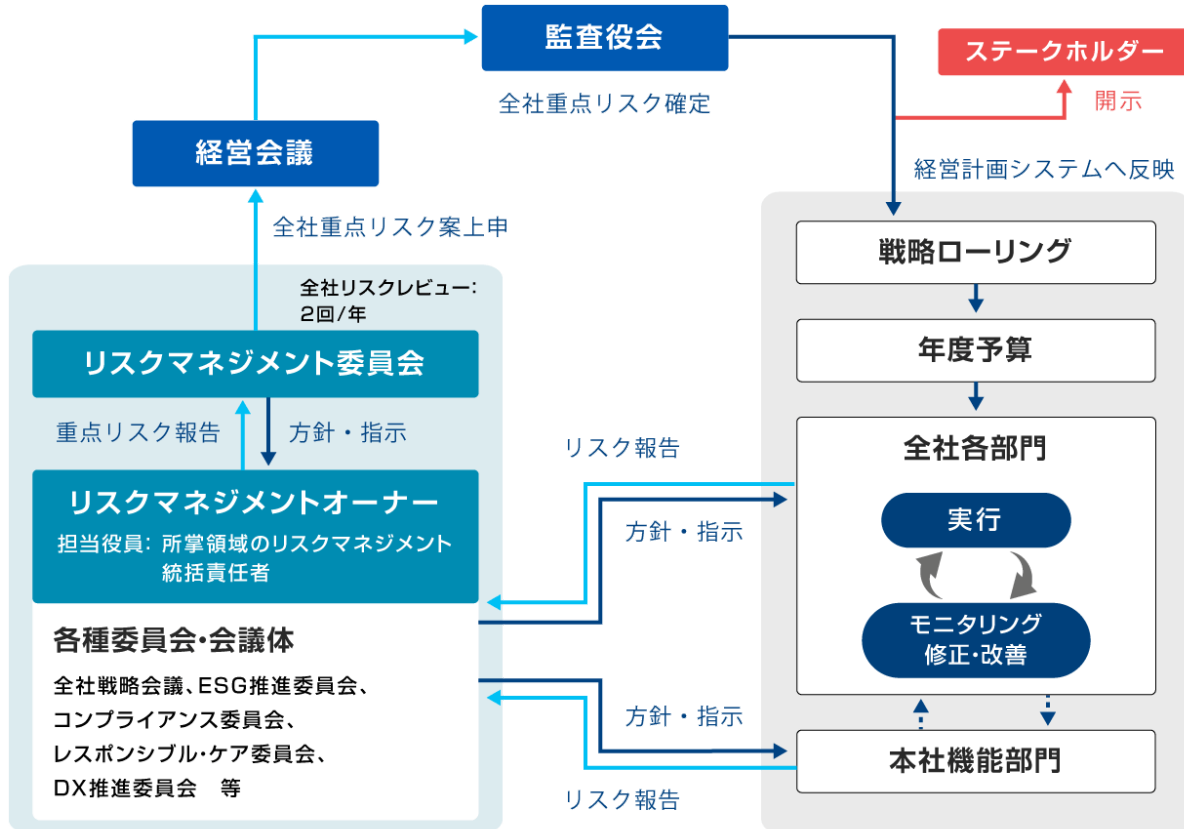 監査役会
ステークホルダー
全社重点リスク確定
開示
経営会議
経営計画システムへ反映
全社重点リスク案上申
戦略ローリング
全社リスクレビュー：
2回/年
年度予算
リスクマネジメント委員会
重点リスク報告
方針・指示
リスク報告
全社各部門
リスクマネジメントオーナー
担当役員： 所掌領域のリスクマネジメント
統括責任者
方針・指示
実行
各種委員会・会議体
モニタリング
修正・改善
全社戦略会議、ESG推進委員会、
コンプライアンス委員会、
レスポンシブル・ケア委員会、
DX推進委員会　等
方針・指示
本社機能部門
リスク報告